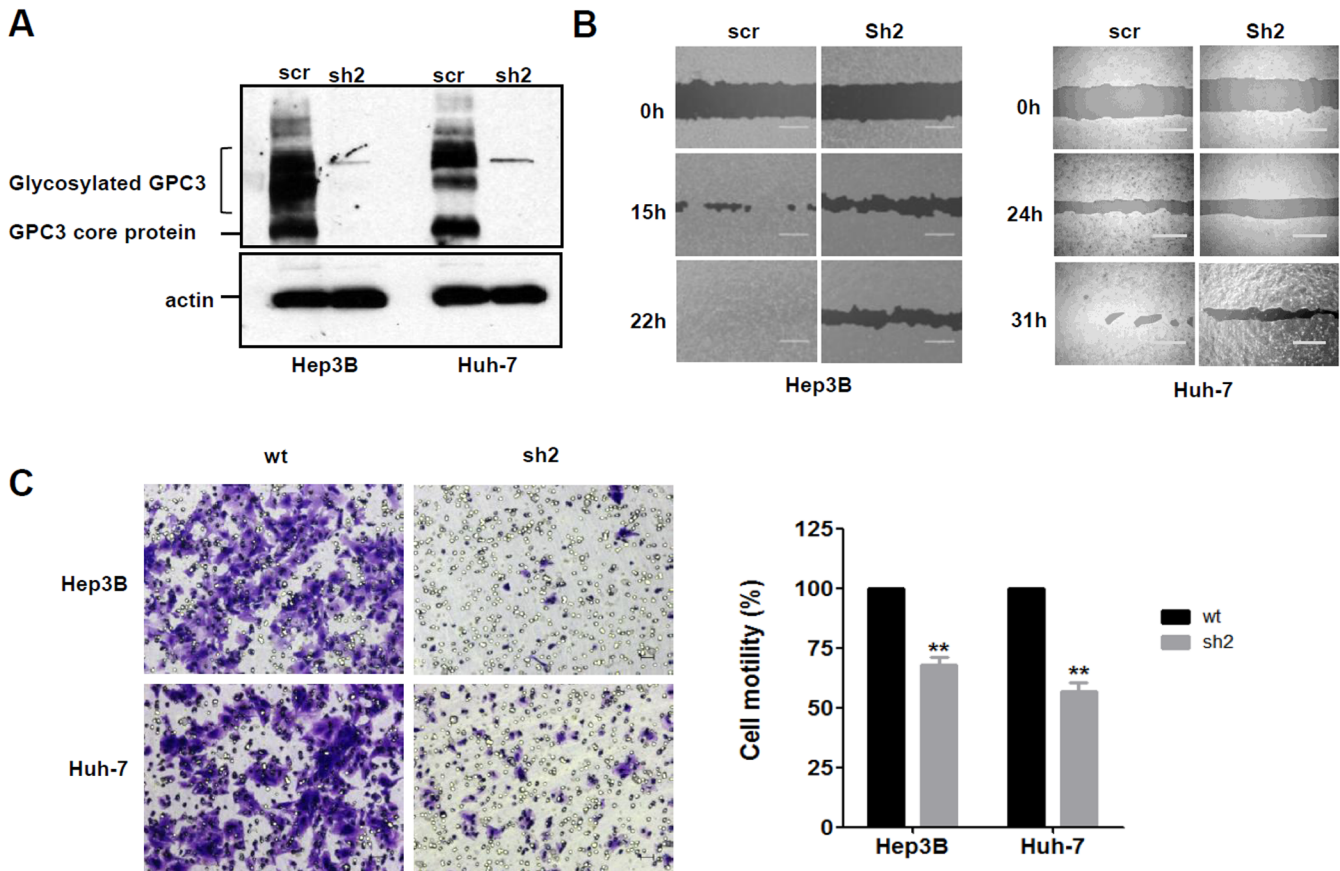 A
scr sh2 scr sh2
Glycosylated GPC3
GPC3 core protein
actin
Hep3B Huh-7
B
scr Sh2
0h
15h
22h
Hep3B
scr Sh2
0h
24h
31h
Huh-7
C
wt sh2
Hep3B
Huh-7
Cell motility (%)
125
100
75
50
25
0
** **
Hep3B Huh-7
wt
sh2